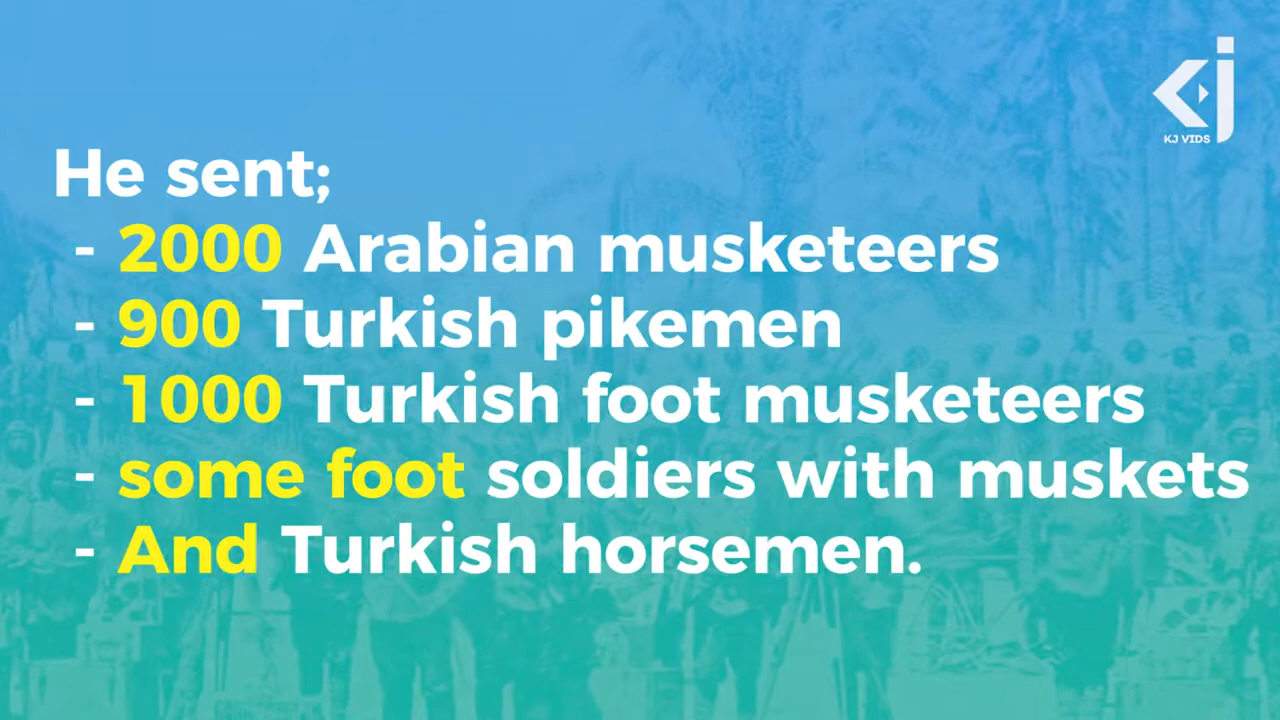 KJ VIDS
He sent;
- 2000 Arabian musketeers
- 900 Turkish pikemen
- 1000 Turkish foot musketeers
- some foot soldiers with muskets
- And Turkish horsemen.